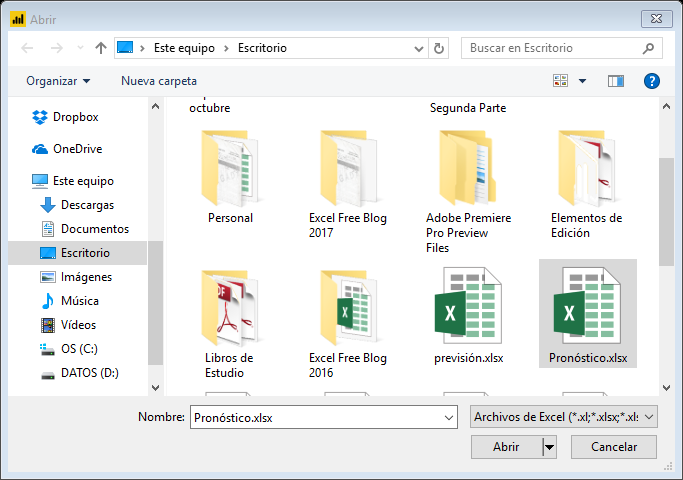 Abrir
Este equipo > Escritorio
Buscar en Escritorio
Organizar
Nueva carpeta
Dropbox
OneDrive
Este equipo
Descargas
Documentos
Escritorio
Imágenes
Música
Vídeos
OS (C:)
DATOS (D:)
octubre
Segunda Parte
Personal
Excel Free Blog
2017
Adobe Premiere
Pro Preview
Files
Elementos de
Edición
Libros de
Estudio
Excel Free Blog
2016
previsión.xlsx
Pronóstico.xlsx
Nombre:
Pronóstico.xlsx
Archivos de Excel (*.xl;*.xlsx;*.xls
Abrir
Cancelar